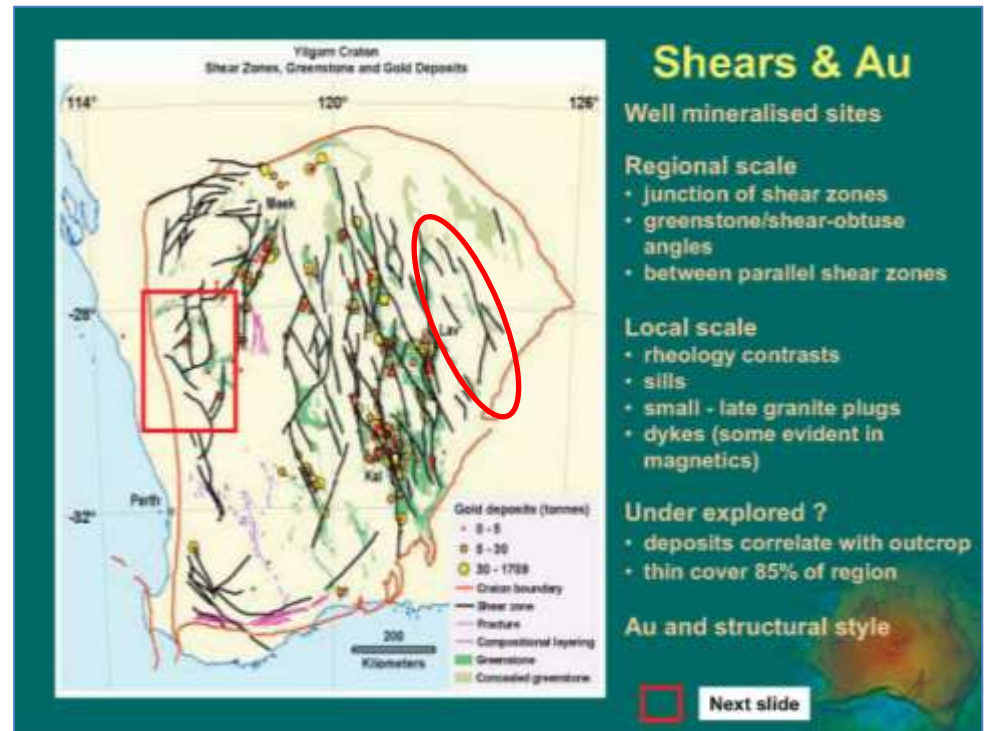 Yilgarn Craton
Shear Zones, Greenstone and Gold Deposits
114°
120°
126°
Meek
-28°
Lav
Kal
Perth
-32°
Gold deposits (tonnes)
0 - 5
5 - 30
30 - 1709
Craton boundary
Shear zone
Fracture
Compositional layering
Greenstone
Concealed greenstone
200
Kilometers
Shears & Au
Well mineralised sites
Regional scale
• junction of shear zones
• greenstone/shear-obtuse
angles
• between parallel shear zones
Local scale
• rheology contrasts
• sills
• small - late granite plugs
• dykes (some evident in
magnetics)
Under explored ?
• deposits correlate with outcrop
• thin cover 85% of region
Au and structural style
Next slide